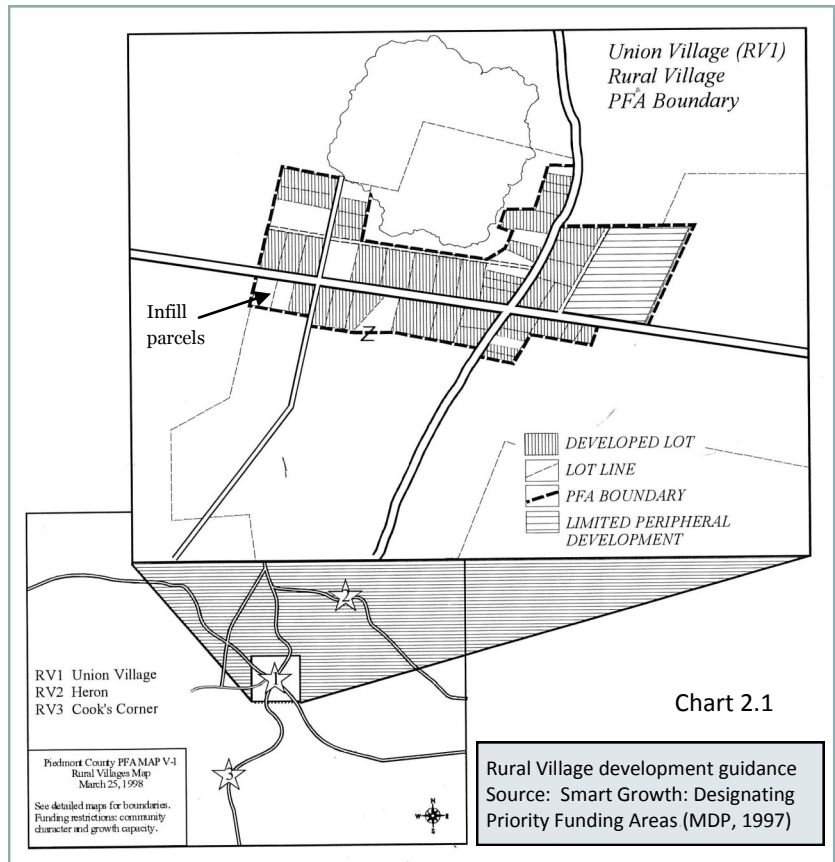 Union Village (RV1)
Rural Village
PFA Boundary
Infill
parcels
DEVELOPED LOT
LOT LINE
PFA BOUNDARY
LIMITED PERIPHERAL
DEVELOPMENT
2
1
3
RV1 Union Village
RV2 Heron
RV3 Cook's Corner
Piedmont County PFA MAP V-1
Rural Villages Map
March 25, 1998
See detailed maps for boundaries.
Funding restrictions: community
character and growth capacity.
N
W E
S
Chart 2.1
Rural Village development guidance
Source: Smart Growth: Designating
Priority Funding Areas (MDP, 1997)